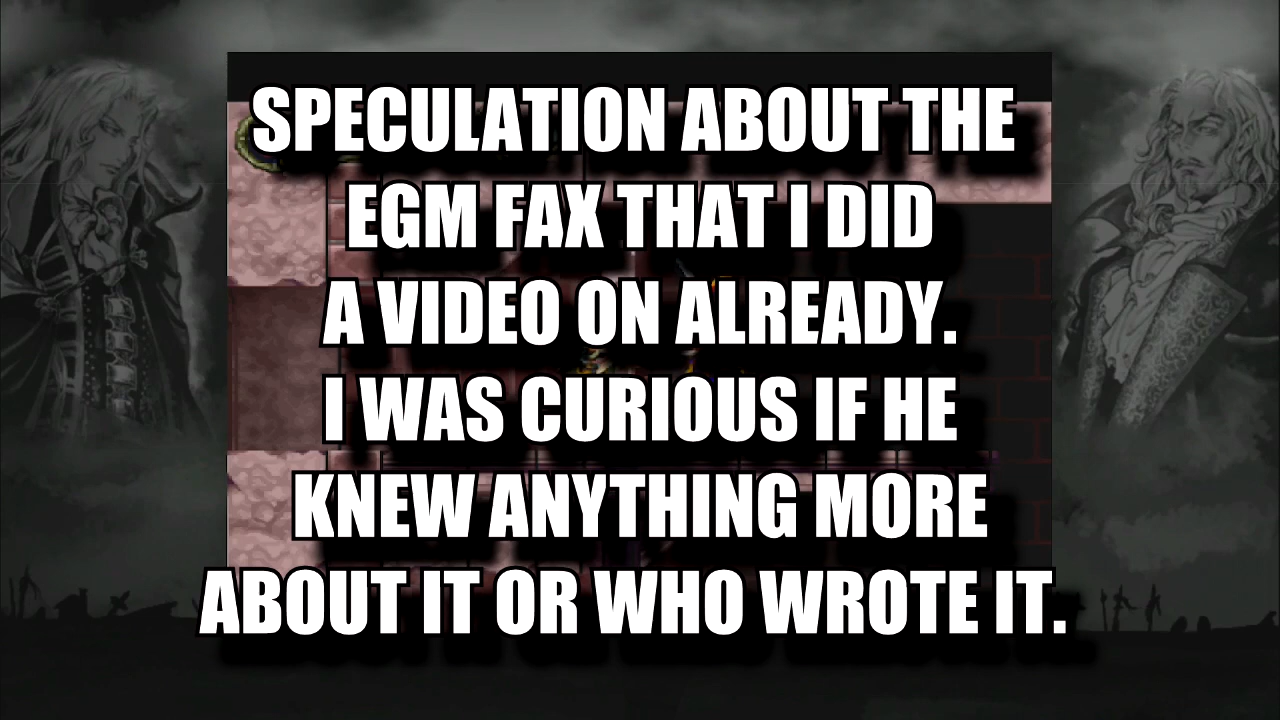 SPECULATION ABOUT THE
EGM FAX THAT I DID
A VIDEO ON ALREADY.
I WAS CURIOUS IF HE
KNEW ANYTHING MORE
ABOUT IT OR WHO WROTE IT.